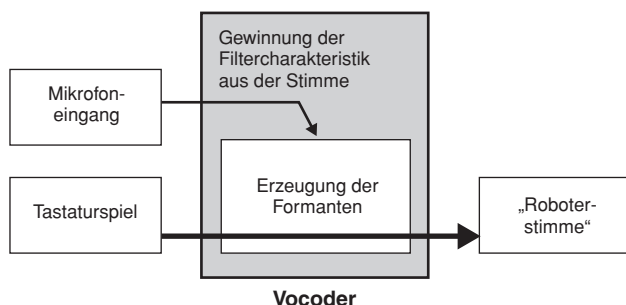 Gewinnung der
Filtercharakteristik
aus der Stimme
Mikrofon-
eingang
Erzeugung der
Formanten
Tastaturspiel
„Roboter-
stimme“
Vocoder